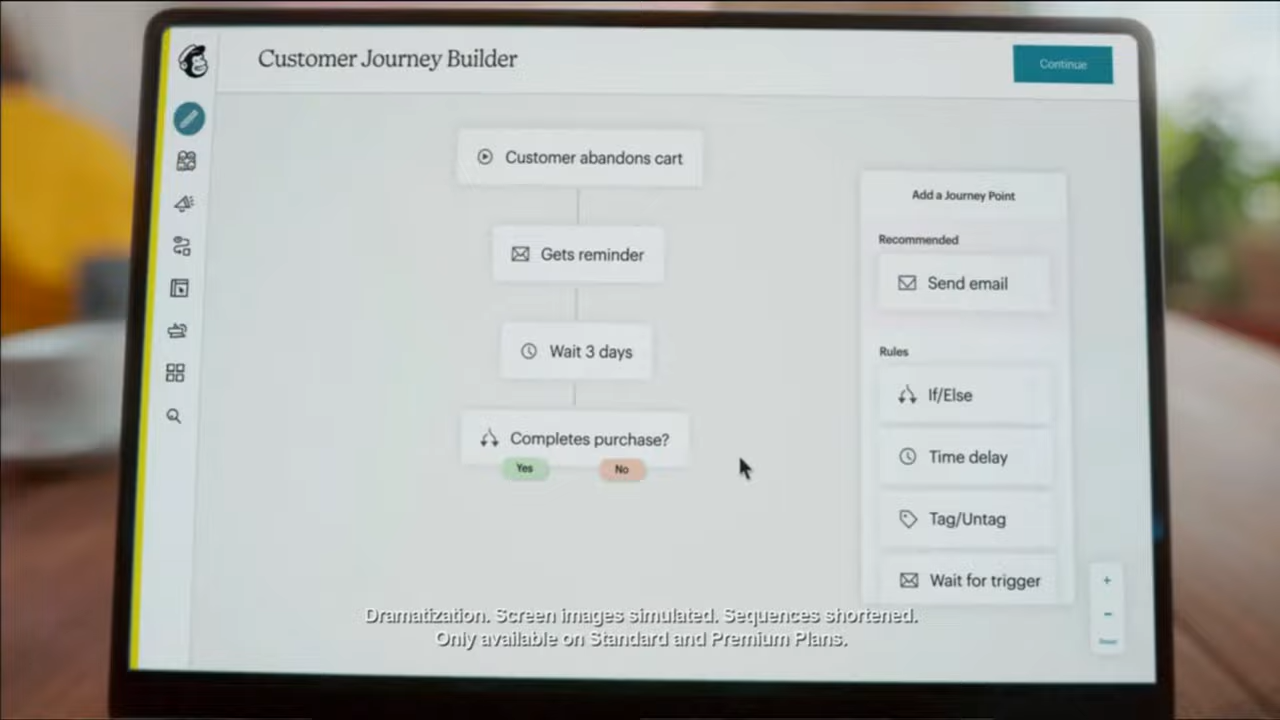 Customer Journey Builder
Continue
Customer abandons cart
Gets reminder
Wait 3 days
Completes purchase?
Yes
No
Add a Journey Point
Recommended
Send email
Rules
If/Else
Time delay
Tag/Untag
Wait for trigger
Dramatization. Screen images simulated. Sequences shortened.
Only available on Standard and Premium Plans.